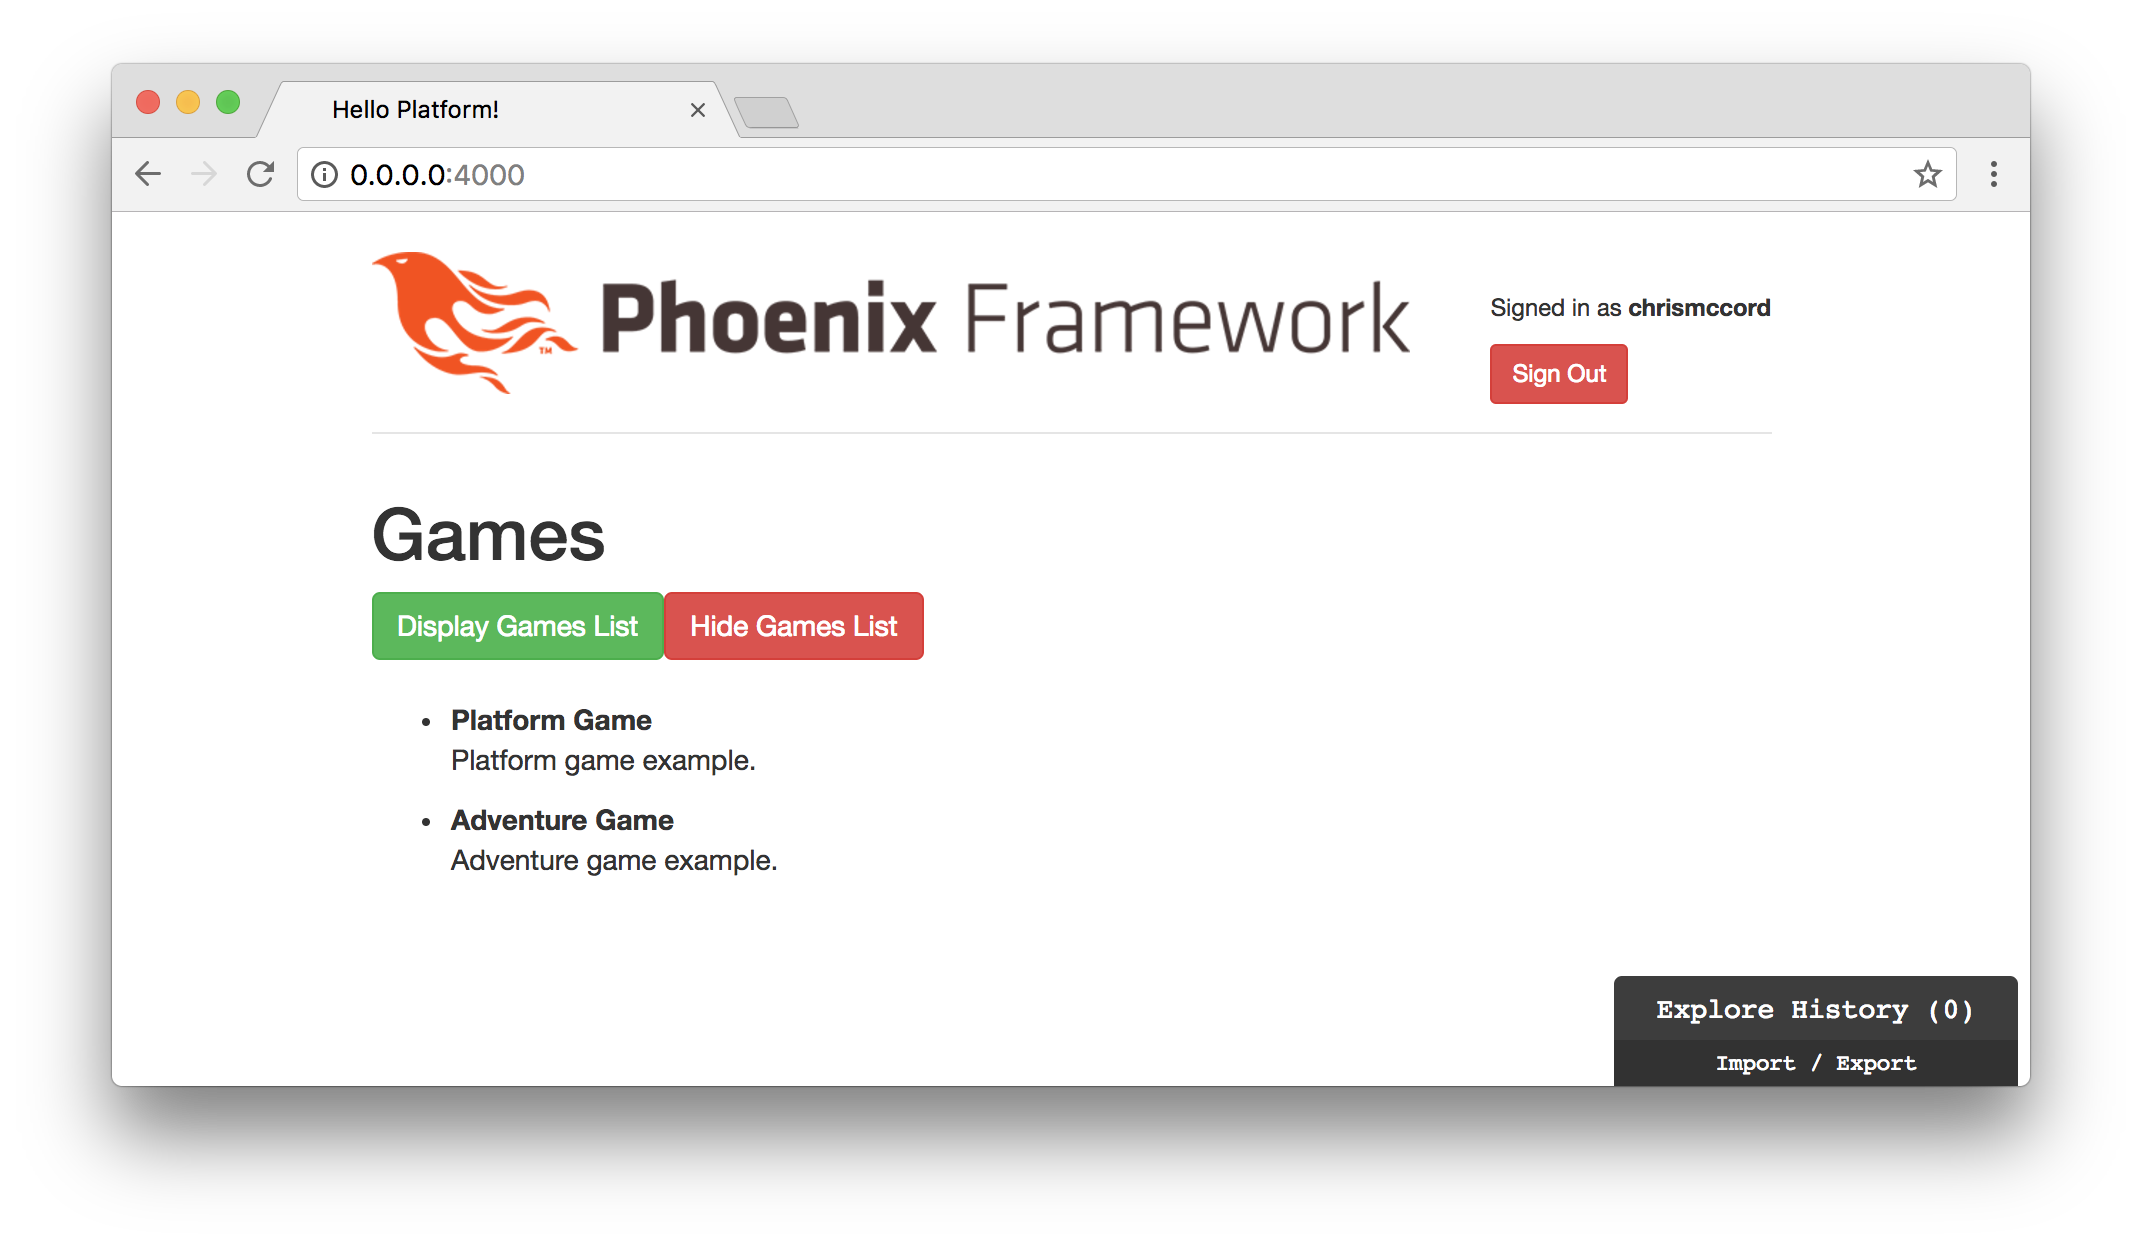 Hello Platform!
0.0.0.0:4000
Phoenix Framework
TM
Signed in as chrismccord
Sign Out
Games
Display Games List
Hide Games List
Platform Game
Platform game example.
Adventure Game
Adventure game example.
Explore History (0)
Import / Export